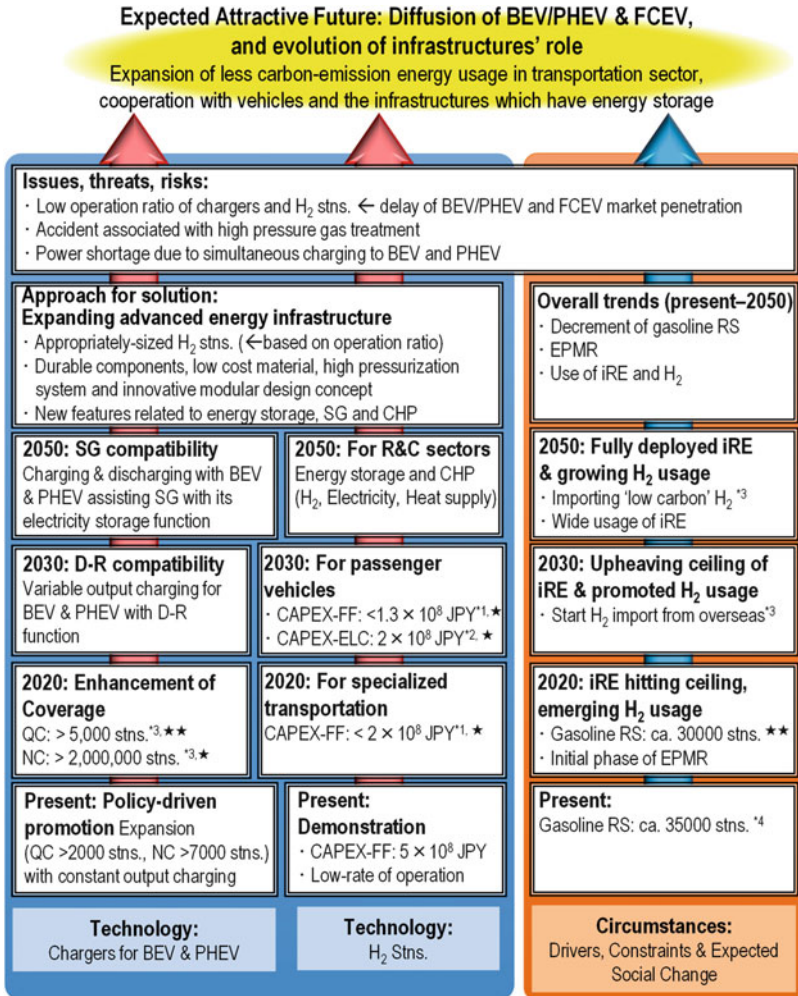 Expected Attractive Future: Diffusion of BEV/PHEV & FCEV,
and evolution of infrastructures' role
Expansion of less carbon-emission energy usage in transportation sector,
cooperation with vehicles and the infrastructures which have energy storage
Issues, threats, risks:
· Low operation ratio of chargers and H₂ stns. ← delay of BEV/PHEV and FCEV market penetration
· Accident associated with high pressure gas treatment
· Power shortage due to simultaneous charging to BEV and PHEV
Approach for solution:
Expanding advanced energy infrastructure
· Appropriately-sized H₂ stns. (←based on operation ratio)
· Durable components, low cost material, high pressurization
system and innovative modular design concept
· New features related to energy storage, SG and CHP
Overall trends (present–2050)
· Decrement of gasoline RS
· EPMR
· Use of iRE and H₂
2050: SG compatibility
Charging & discharging with BEV
& PHEV assisting SG with its
electricity storage function
2050: For R&C sectors
Energy storage and CHP
(H₂, Electricity, Heat supply)
2050: Fully deployed iRE
& growing H₂ usage
· Importing 'low carbon' H₂ *3
· Wide usage of iRE
2030: D-R compatibility
Variable output charging for
BEV & PHEV with D-R
function
2030: For passenger
vehicles
· CAPEX-FF: <1.3 × 10⁸ JPY*1, ★
· CAPEX-ELC: 2 × 10⁸ JPY*2, ★
2030: Upheaving ceiling of
iRE & promoted H₂ usage
· Start H₂ import from overseas*3
2020: Enhancement of
Coverage
QC: > 5,000 stns.*3, ★★
NC: > 2,000,000 stns. *3, ★
2020: For specialized
transportation
CAPEX-FF: < 2 × 10⁸ JPY*1, ★
2020: iRE hitting ceiling,
emerging H₂ usage
· Gasoline RS: ca. 30000 stns. ★★
· Initial phase of EPMR
Present: Policy-driven
promotion Expansion
(QC >2000 stns., NC >7000 stns.)
with constant output charging
Present:
Demonstration
· CAPEX-FF: 5 × 10⁸ JPY
· Low-rate of operation
Present:
Gasoline RS: ca. 35000 stns. *4
Technology:
Chargers for BEV & PHEV
Technology:
H₂ Stns.
Circumstances:
Drivers, Constraints & Expected
Social Change